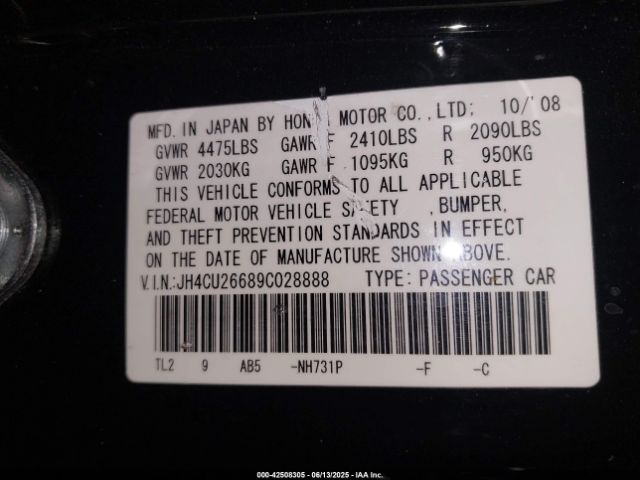 MFD. IN JAPAN BY HON MOTOR CO.,LTD; 10/'08
GVWR 4475LBS GAWR F 2410LBS R 2090LBS
GVWR 2030KG GAWR F 1095KG R 950KG
THIS VEHICLE CONFORMS TO ALL APPLICABLE
FEDERAL MOTOR VEHICLE SAFETY ,BUMPER,
AND THEFT PREVENTION STANDARDS IN EFFECT
ON THE DATE OF MANUFACTURE SHOWN ABOVE.
V.I.N.:JH4CU26689C028888 TYPE: PASSENGER CAR
TL2 9 AB5 -NH731P -F -C
000-42508305 - 06/13/2025 - IAA Inc.